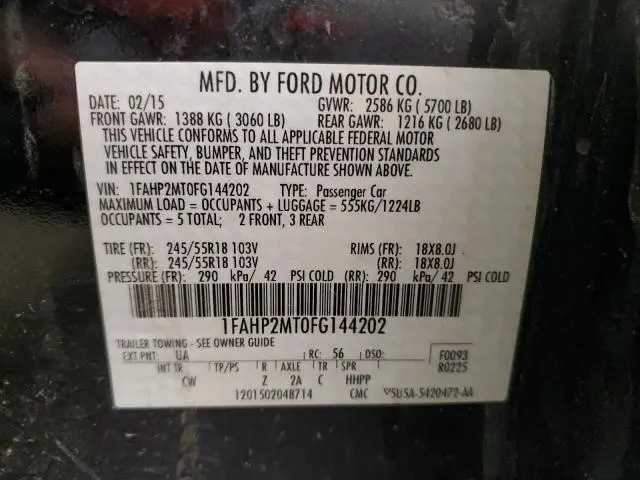 MFD. BY FORD MOTOR CO.
DATE: 02/15 GVWR: 2586 KG ( 5700 LB)
FRONT GAWR: 1388 KG ( 3060 LB) REAR GAWR: 1216 KG ( 2680 LB)
THIS VEHICLE CONFORMS TO ALL APPLICABLE FEDERAL MOTOR
VEHICLE SAFETY, BUMPER, AND THEFT PREVENTION STANDARDS
IN EFFECT ON THE DATE OF MANUFACTURE SHOWN ABOVE.
VIN: 1FAHP2MT0FG144202 TYPE: Passenger Car
MAXIMUM LOAD = OCCUPANTS + LUGGAGE = 555KG/1224LB
OCCUPANTS = 5 TOTAL; 2 FRONT, 3 REAR
TIRE (FR): 245/55R18 103V RIMS (FR): 18X8.0J
(RR): 245/55R18 103V (RR): 18X8.0J
PRESSURE (FR): 290 kPa/ 42 PSI COLD (RR): 290 kPa/ 42 PSI COLD
1FAHP2MT0FG144202
TRAILER TOWING - SEE OWNER GUIDE
EXT PNT: UA RC: 56 DSO: F0093
INT TR TP/PS R AXLE TR SPR R0225
CW Z 2A C HHPP
1201502048714 CMC 5U5A-5420472-AA